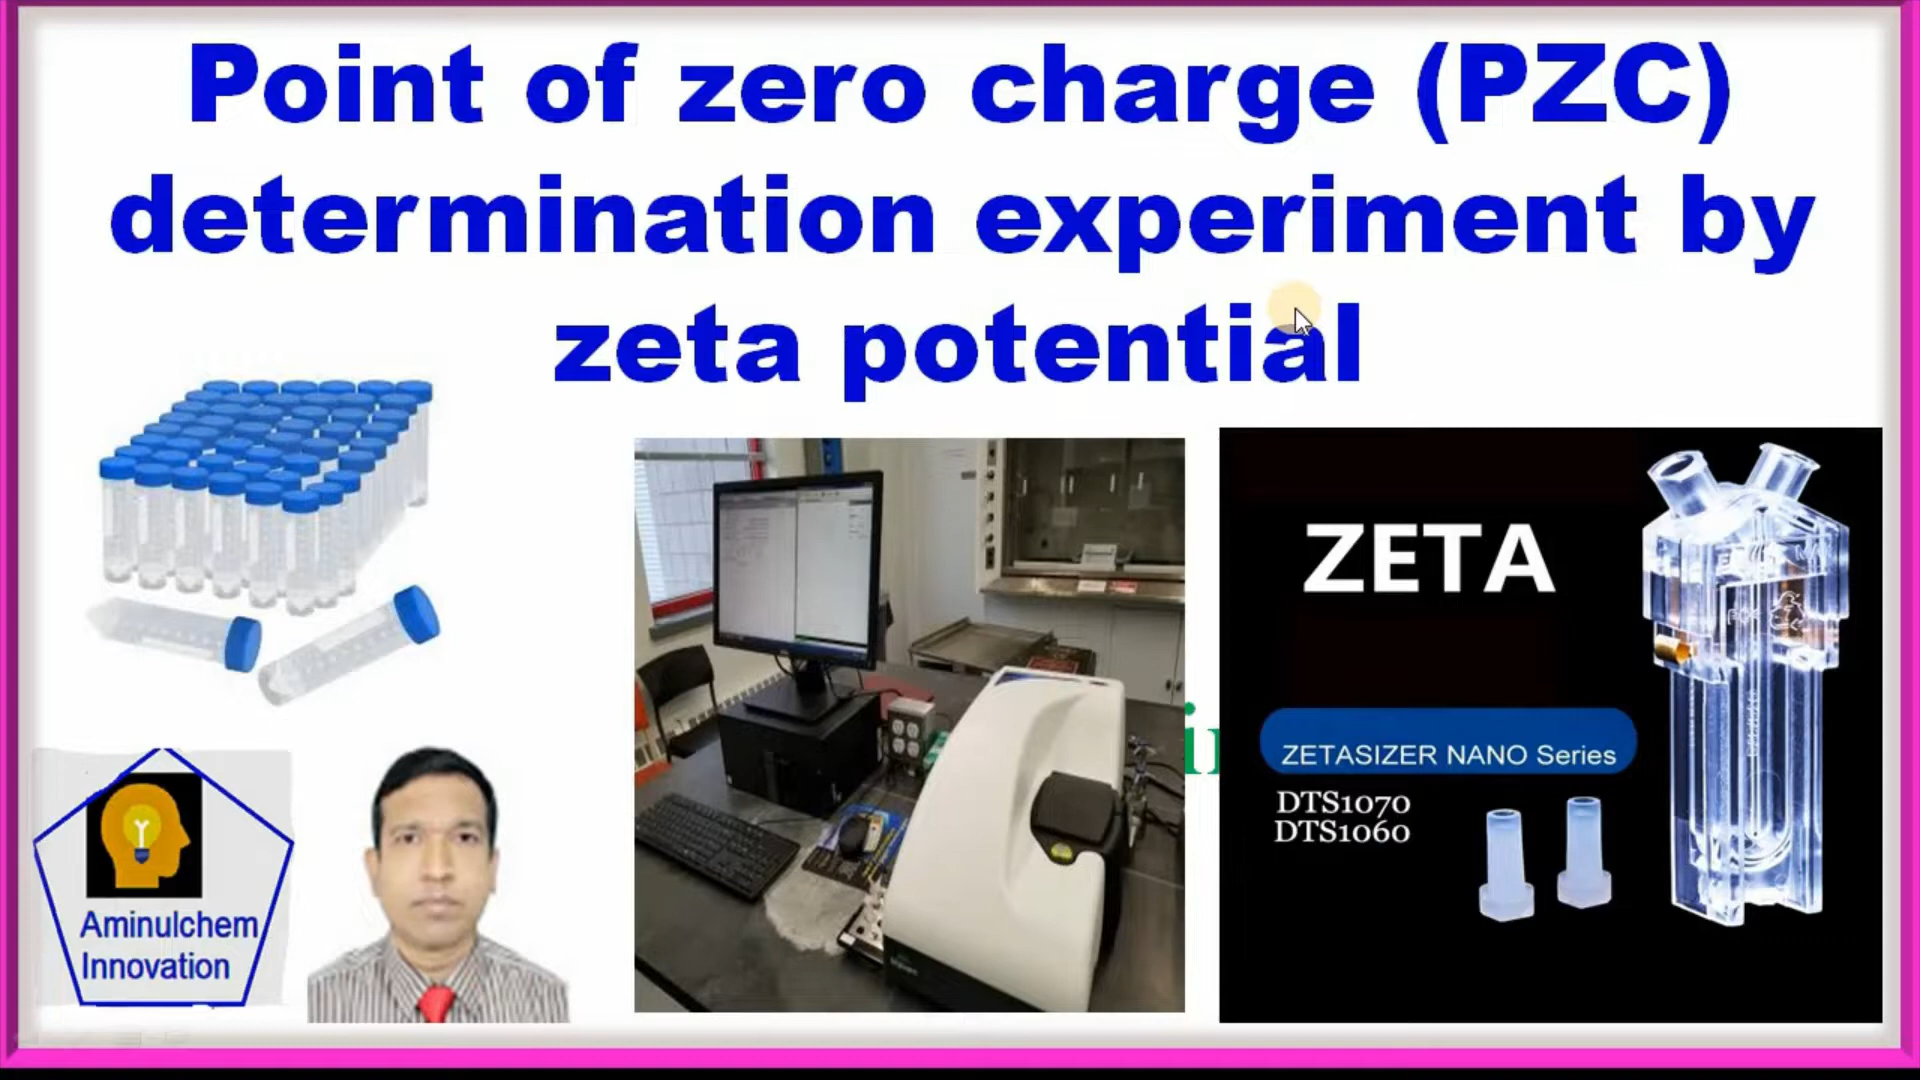 Point of zero charge (PZC)
determination experiment by
zeta potential
ZETA
ZETASIZER NANO Series
DTS1070
DTS1060
Aminulchem
Innovation